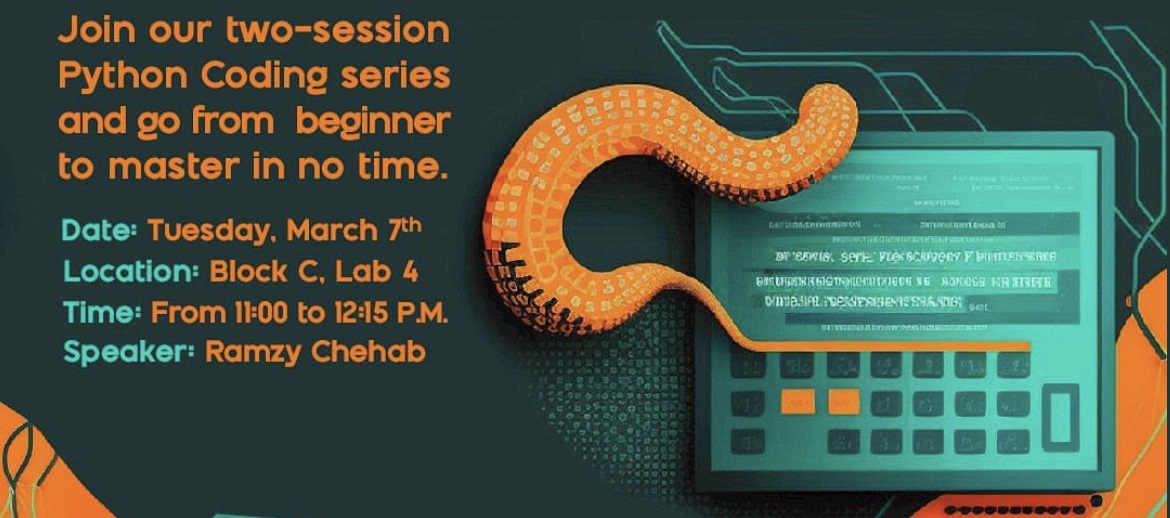 Join our two-session
Python Coding series
and go from beginner
to master in no time.
Date: Tuesday, March 7th
Location: Block C, Lab 4
Time: From 11:00 to 12:15 P.M.
Speaker: Ramzy Chehab